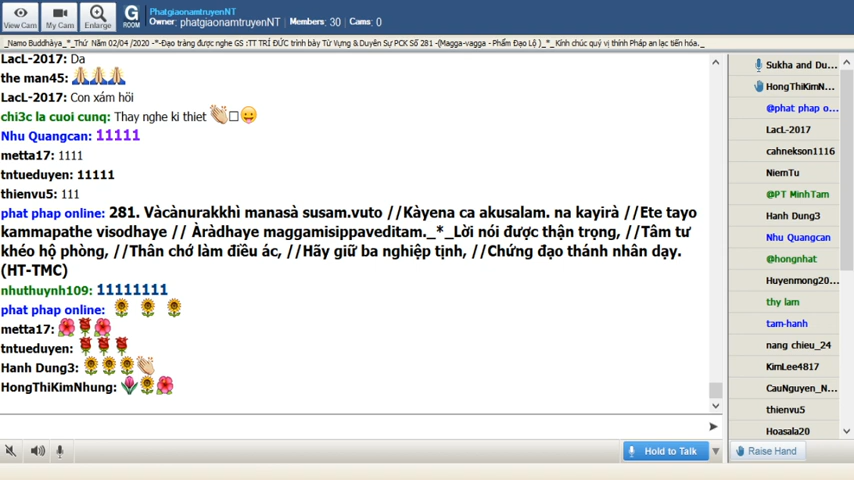 PhatgiaonamtruyenNT
Owner: phatgiaonamtruyenNT | Members: 30 | Cams: 0
View Cam
My Cam
Enlarge
G
ROOM
_Namo Buddhàya_*_Thứ Năm 02/04 /2020 -*-Đạo tràng được nghe GS :TT TRÍ ĐỨC trình bày Từ Vựng & Duyên Sự PCK Số 281 -(Magga-vagga - Phẩm Đạo Lộ )_*_ Kính chúc quý vị thính Pháp an lạc tiến hóa._
LacL-2017: Da
the man45:
LacL-2017: Con xám höi
chi3c la cuoi cunq: Thay nghe ki thiet
Nhu Quangcan: 11111
metta17: 1111
tntueduyen: 11111
thienvu5: 111
phat phap online: 281. Vàcànurakkhì manasà susam.vuto //Kàyena ca akusalam. na kayirà //Ete tayo
kammapathe visodhaye // Àràdhaye maggamisippaveditam._*_Lời nói được thận trọng, //Tâm tư
khéo hộ phòng, //Thân chớ làm điều ác, //Hãy giữ ba nghiệp tịnh, //Chứng đạo thánh nhân dạy.
(HT-TMC)
nhuthuynh109: 11111111
phat phap online:
metta17:
tntueduyen:
Hanh Dung3:
HongThiKimNhung:
Sukha and Du...
HongThiKimN...
@phat phap o...
LacL-2017
cahnekson1116
NiemTu
@PT MinhTam
Hanh Dung3
Nhu Quangcan
@hongnhat
Huyenmong20...
thy lam
tam-hanh
nang chieu_24
KimLee4817
CauNguyen_N...
thienvu5
Hoasala20
Hold to Talk
Raise Hand